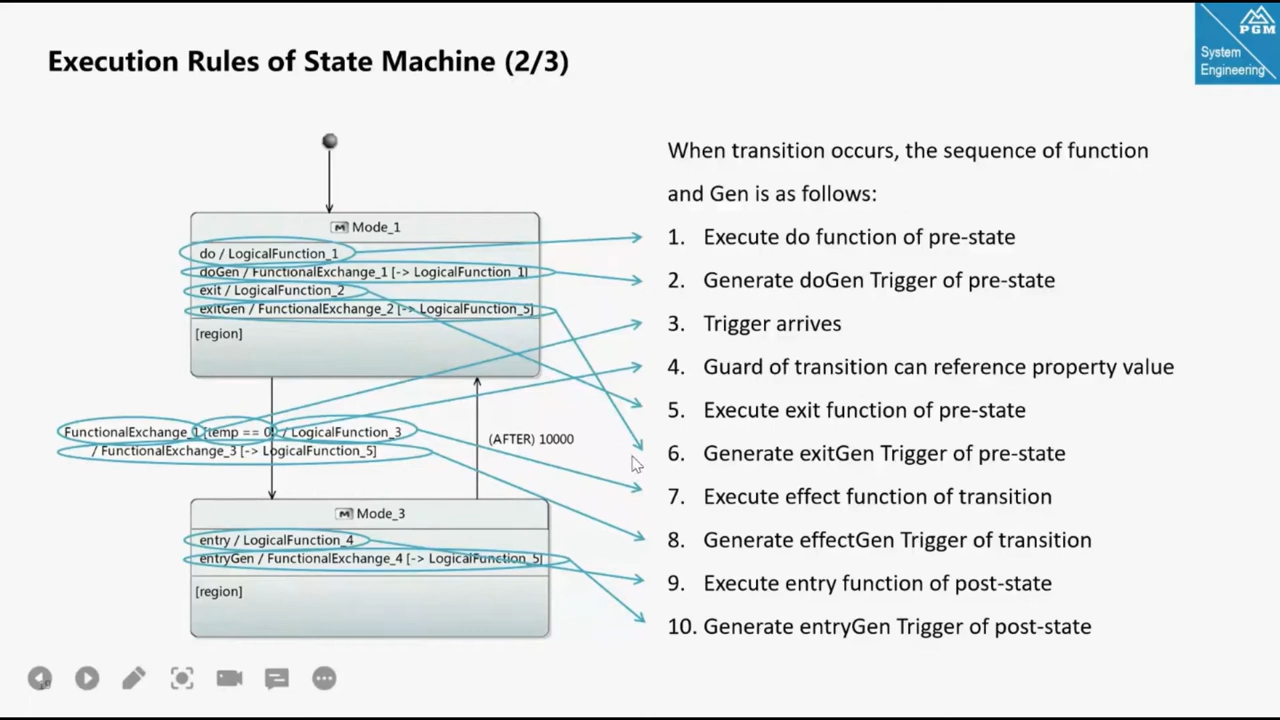 Execution Rules of State Machine (2/3)
PGM
System
Engineering
Mode_1
do / LogicalFunction_1
doGen / FunctionalExchange_1 [-> LogicalFunction_1]
exit / LogicalFunction_2
exitGen / FunctionalExchange_2 [-> LogicalFunction_5]
[region]
FunctionalExchange_1 [temp == 0] / LogicalFunction_3
/ FunctionalExchange_3 [-> LogicalFunction_5]
(AFTER) 10000
Mode_3
entry / LogicalFunction_4
entryGen / FunctionalExchange_4 [-> LogicalFunction_5]
[region]
When transition occurs, the sequence of function
and Gen is as follows:
1. Execute do function of pre-state
2. Generate doGen Trigger of pre-state
3. Trigger arrives
4. Guard of transition can reference property value
5. Execute exit function of pre-state
6. Generate exitGen Trigger of pre-state
7. Execute effect function of transition
8. Generate effectGen Trigger of transition
9. Execute entry function of post-state
10. Generate entryGen Trigger of post-state